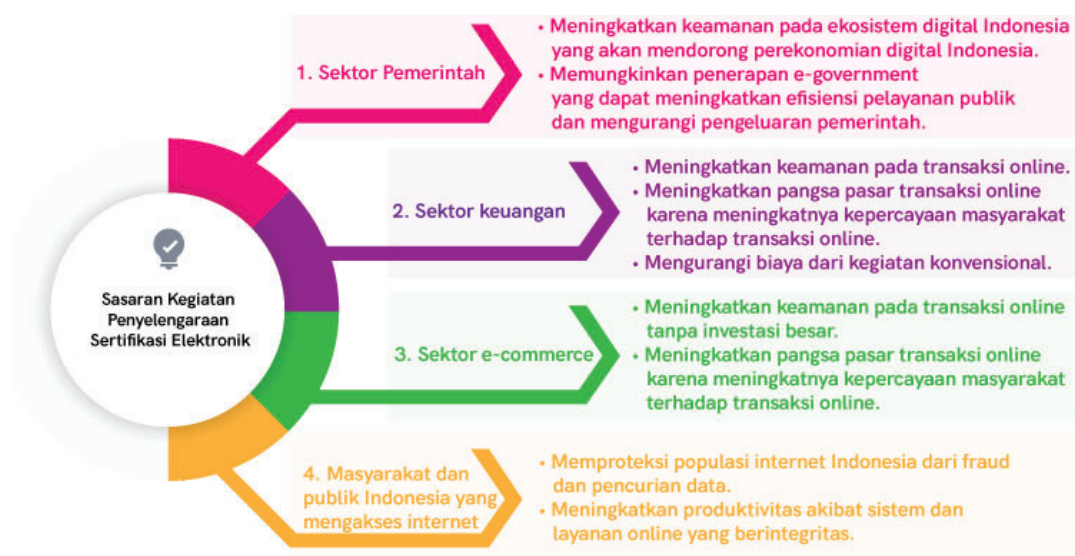 Sasaran Kegiatan
Penyelengaraan
Sertifikasi Elektronik
1. Sektor Pemerintah
• Meningkatkan keamanan pada ekosistem digital Indonesia
yang akan mendorong perekonomian digital Indonesia.
• Memungkinkan penerapan e-government
yang dapat meningkatkan efisiensi pelayanan publik
dan mengurangi pengeluaran pemerintah.
2. Sektor keuangan
• Meningkatkan keamanan pada transaksi online.
• Meningkatkan pangsa pasar transaksi online
karena meningkatnya kepercayaan masyarakat
terhadap transaksi online.
• Mengurangi biaya dari kegiatan konvensional.
3. Sektor e-commerce
• Meningkatkan keamanan pada transaksi online
tanpa investasi besar.
• Meningkatkan pangsa pasar transaksi online
karena meningkatnya kepercayaan masyarakat
terhadap transaksi online.
4. Masyarakat dan
publik Indonesia yang
mengakses internet
• Memproteksi populasi internet Indonesia dari fraud
dan pencurian data.
• Meningkatkan produktivitas akibat sistem dan
layanan online yang berintegritas.